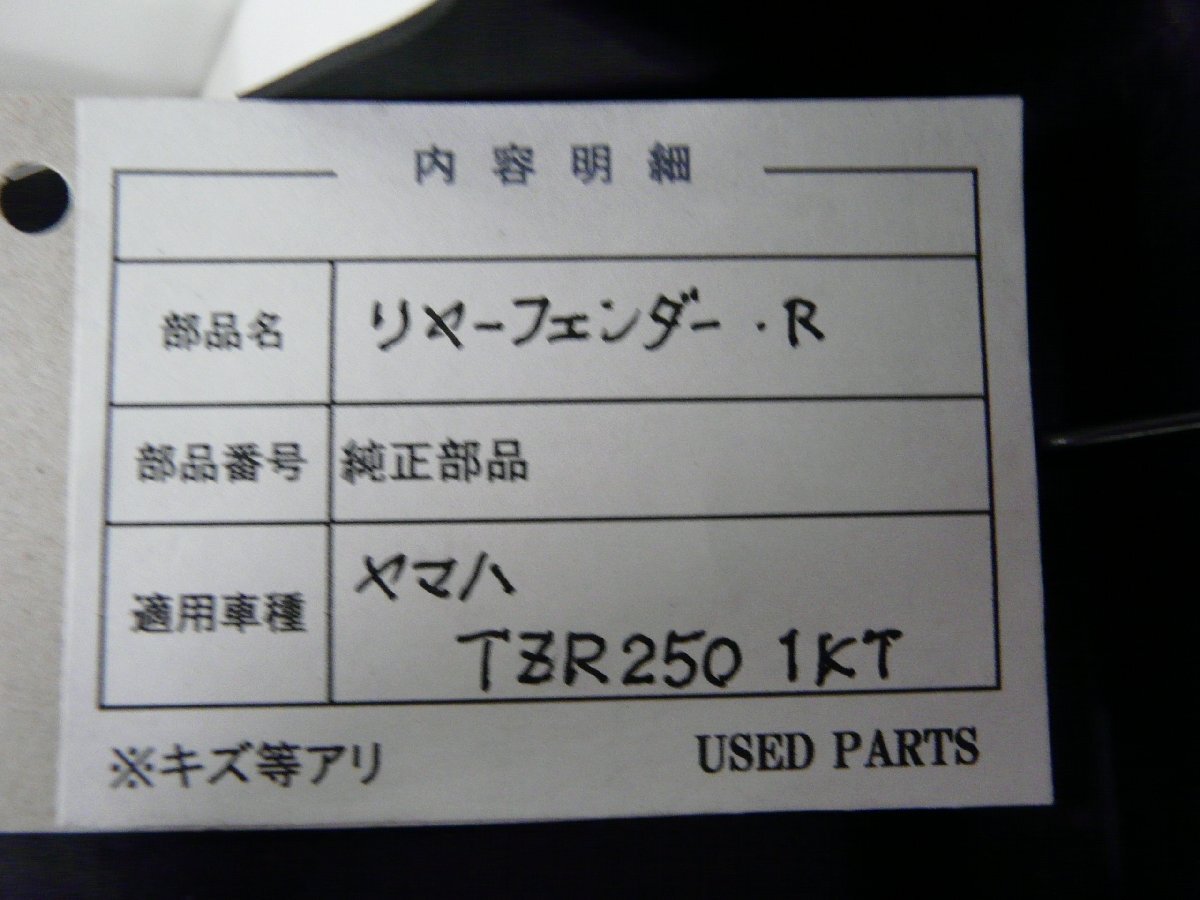 内容明細
部品名 リヤーフェンダー・R
部品番号 純正部品
適用車種 ヤマハ
TZR250 1KT
※キズ等アリ USED PARTS